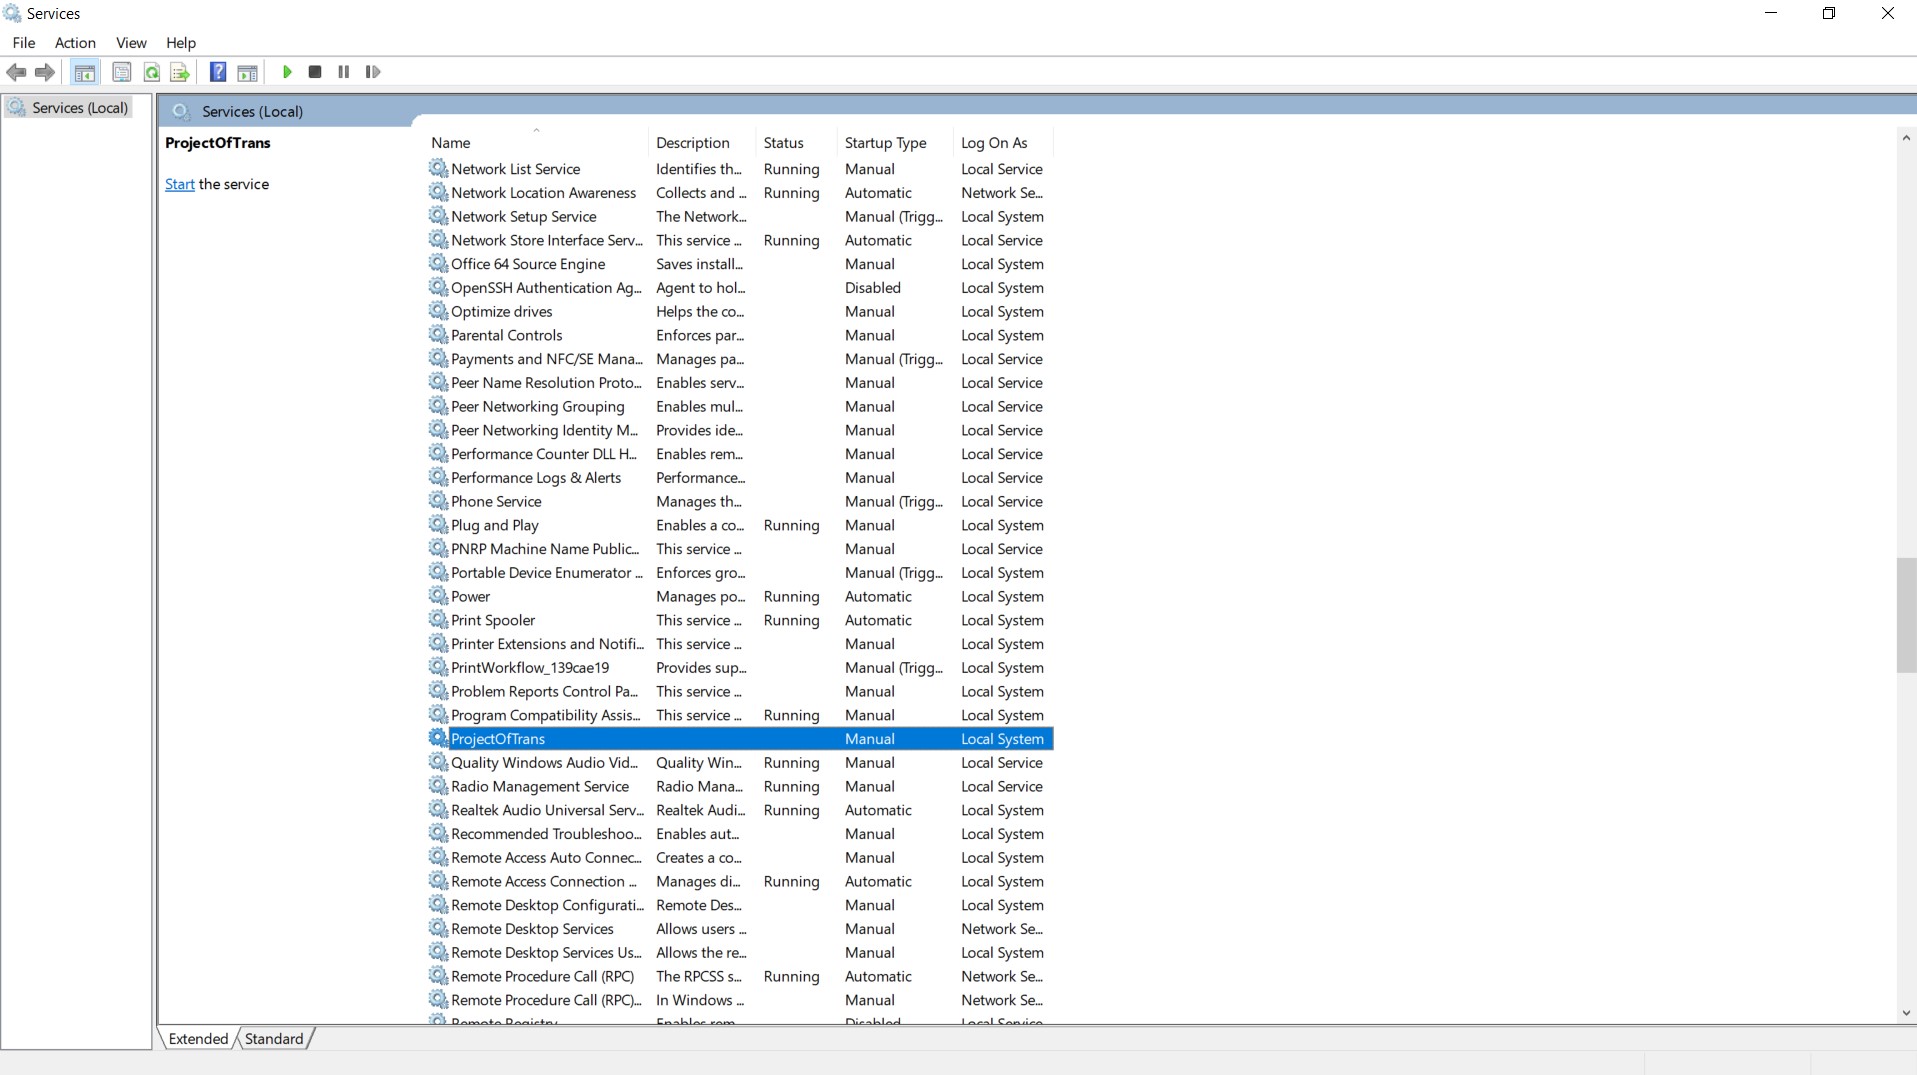 Services
File Action View Help
Services (Local)
Services (Local)
ProjectOfTrans
Start the service
Name Description Status Startup Type Log On As
Network List Service Identifies th... Running Manual Local Service
Network Location Awareness Collects and ... Running Automatic Network Se...
Network Setup Service The Network... Manual (Trigg... Local System
Network Store Interface Serv... This service ... Running Automatic Local Service
Office 64 Source Engine Saves install... Manual Local System
OpenSSH Authentication Ag... Agent to hol... Disabled Local System
Optimize drives Helps the co... Manual Local System
Parental Controls Enforces par... Manual Local System
Payments and NFC/SE Mana... Manages pa... Manual (Trigg... Local Service
Peer Name Resolution Proto... Enables serv... Manual Local Service
Peer Networking Grouping Enables mul... Manual Local Service
Peer Networking Identity M... Provides ide... Manual Local Service
Performance Counter DLL H... Enables rem... Manual Local Service
Performance Logs & Alerts Performance... Manual Local Service
Phone Service Manages th... Manual (Trigg... Local Service
Plug and Play Enables a co... Running Manual Local System
PNRP Machine Name Public... This service ... Manual Local Service
Portable Device Enumerator ... Enforces gro... Manual (Trigg... Local System
Power Manages po... Running Automatic Local System
Print Spooler This service ... Running Automatic Local System
Printer Extensions and Notifi... This service ... Manual Local System
PrintWorkflow_139cae19 Provides sup... Manual (Trigg... Local System
Problem Reports Control Pa... This service ... Manual Local System
Program Compatibility Assis... This service ... Running Manual Local System
ProjectOfTrans Manual Local System
Quality Windows Audio Vid... Quality Win... Running Manual Local Service
Radio Management Service Radio Mana... Running Manual Local Service
Realtek Audio Universal Serv... Realtek Audi... Running Automatic Local System
Recommended Troubleshoo... Enables aut... Manual Local System
Remote Access Auto Connec... Creates a co... Manual Local System
Remote Access Connection ... Manages di... Running Automatic Local System
Remote Desktop Configurati... Remote Des... Manual Local System
Remote Desktop Services Allows users ... Manual Network Se...
Remote Desktop Services Us... Allows the re... Manual Local System
Remote Procedure Call (RPC) The RPCSS s... Running Automatic Network Se...
Remote Procedure Call (RPC)... In Windows ... Manual Network Se...
Remote Registry Enables rem... Disabled Local Service
Extended Standard